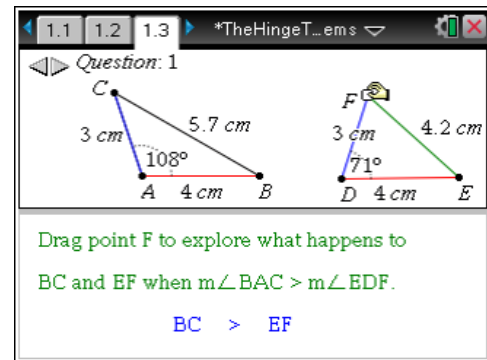 1.1 1.2 1.3 *TheHingeT...ems
Question: 1
C F
3 cm 5.7 cm 3 cm 4.2 cm
108° 71°
A 4 cm B D 4 cm E
Drag point F to explore what happens to
BC and EF when m∠BAC > m∠EDF.
BC > EF